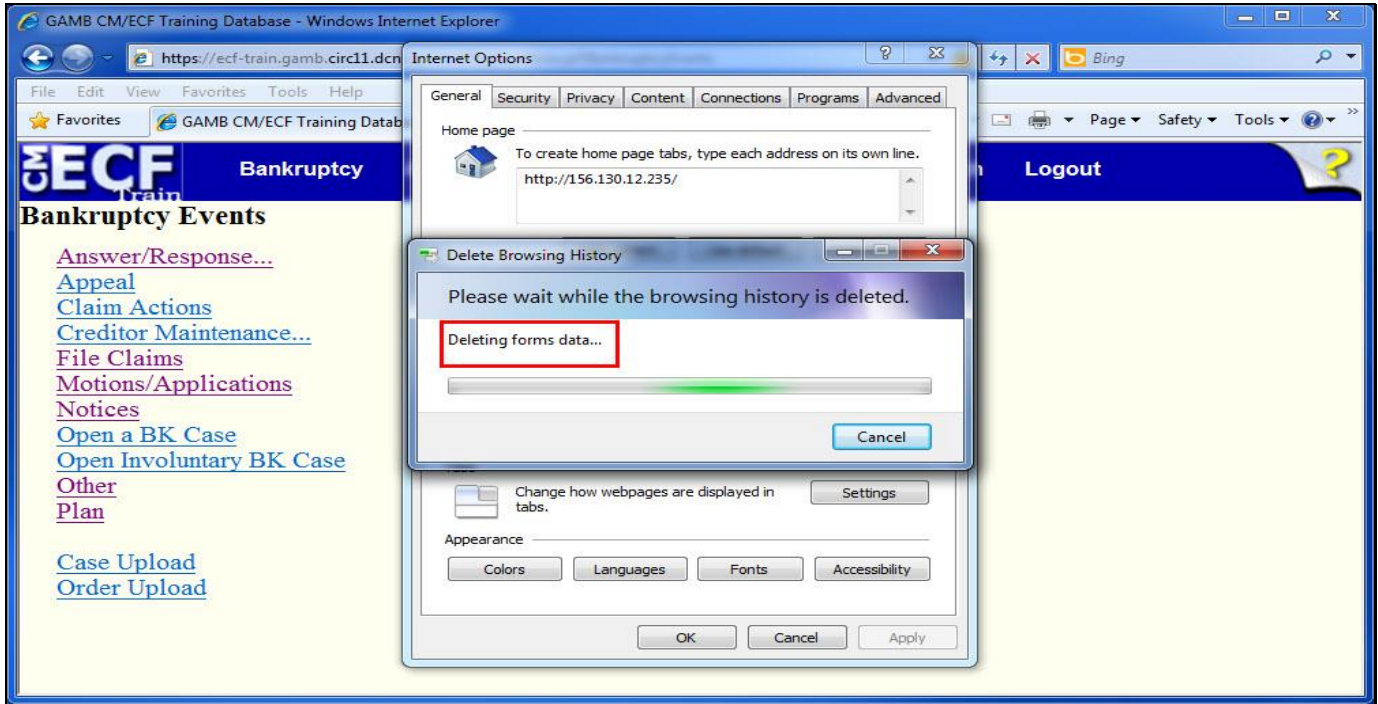 GAMB CM/ECF Training Database - Windows Internet Explorer
https://ecf-train.gamb.circ11.dcn
Bing
File Edit View Favorites Tools Help
Favorites
GAMB CM/ECF Training Datab
Page Safety Tools
CM ECF Train
Bankruptcy
Logout
?
Bankruptcy Events
Answer/Response...
Appeal
Claim Actions
Creditor Maintenance...
File Claims
Motions/Applications
Notices
Open a BK Case
Open Involuntary BK Case
Other
Plan
Case Upload
Order Upload
Internet Options
General Security Privacy Content Connections Programs Advanced
Home page
To create home page tabs, type each address on its own line.
http://156.130.12.235/
Delete Browsing History
Please wait while the browsing history is deleted.
Deleting forms data...
Cancel
Change how webpages are displayed in
tabs.
Settings
Appearance
Colors Languages Fonts Accessibility
OK Cancel Apply